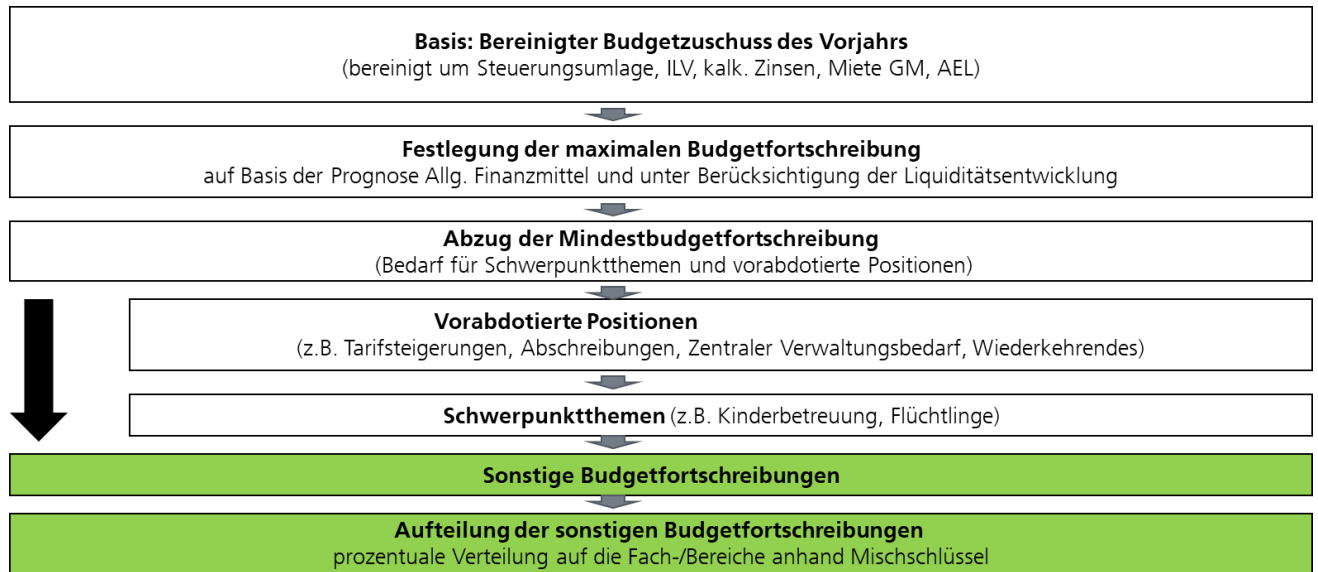 Basis: Bereinigter Budgetzuschuss des Vorjahrs
(bereinigt um Steuerungsumlage, ILV, kalk. Zinsen, Miete GM, AEL)
Festlegung der maximalen Budgetfortschreibung
auf Basis der Prognose Allg. Finanzmittel und unter Berücksichtigung der Liquiditätsentwicklung
Abzug der Mindestbudgetfortschreibung
(Bedarf für Schwerpunktthemen und vorabdotierte Positionen)
Vorabdotierte Positionen
(z.B. Tarifsteigerungen, Abschreibungen, Zentraler Verwaltungsbedarf, Wiederkehrendes)
Schwerpunktthemen (z.B. Kinderbetreuung, Flüchtlinge)
Sonstige Budgetfortschreibungen
Aufteilung der sonstigen Budgetfortschreibungen
prozentuale Verteilung auf die Fach-/Bereiche anhand Mischschlüssel